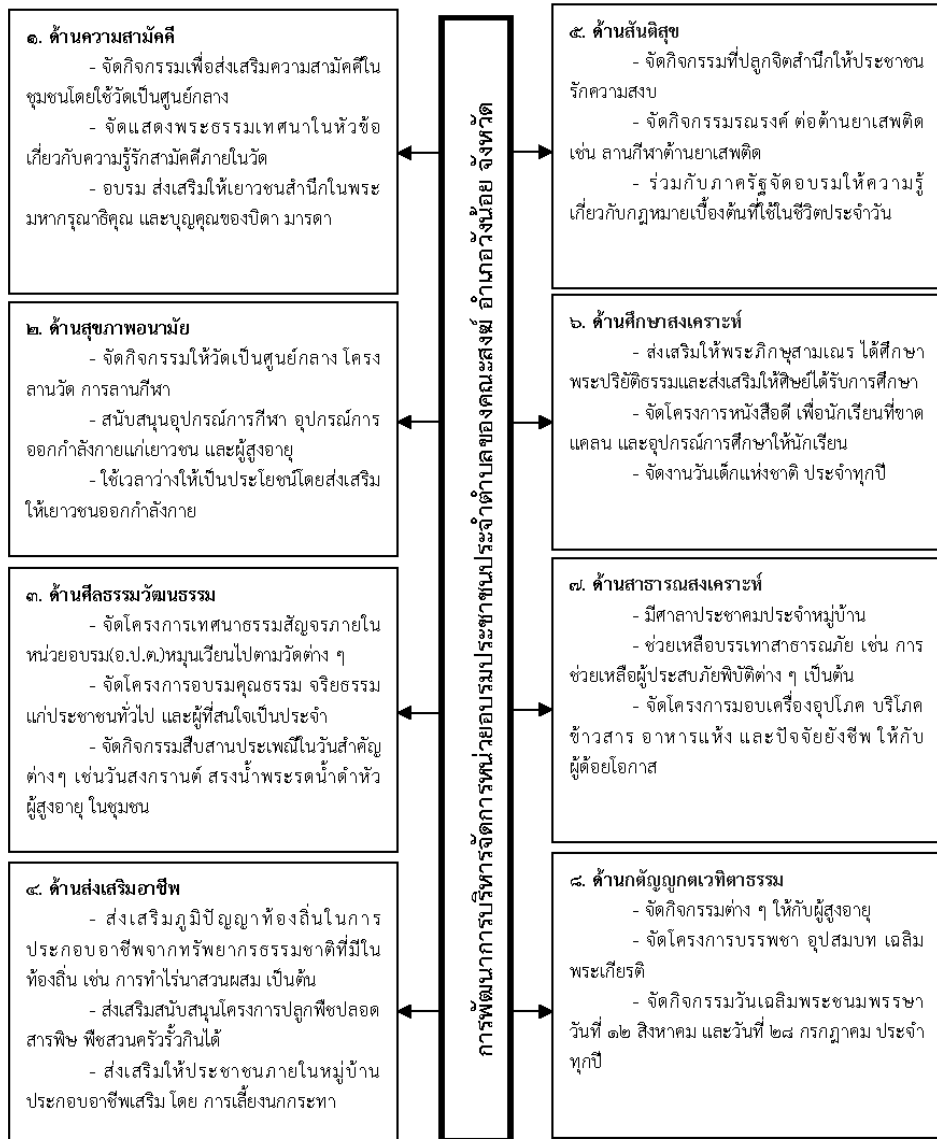 ๑. ด้านความสามัคคี
- จัดกิจกรรมเพื่อส่งเสริมความสามัคคีใน
ชุมชนโดยใช้วัดเป็นศูนย์กลาง
- จัดแสดงพระธรรมเทศนาในหัวข้อ
เกี่ยวกับความรู้รักสามัคคีภายในวัด
- อบรม ส่งเสริมให้เยาวชนสำนึกในพระ
มหากรุณาธิคุณ และบุญคุณของบิดา มารดา
๒. ด้านสุขภาพอนามัย
- จัดกิจกรรมให้วัดเป็นศูนย์กลาง โครง
ลานวัด การลานกีฬา
- สนับสนุนอุปกรณ์การกีฬา อุปกรณ์การ
ออกกำลังกายแก่เยาวชน และผู้สูงอายุ
- ใช้เวลาว่างให้เป็นประโยชน์โดยส่งเสริม
ให้เยาวชนออกกำลังกาย
๓. ด้านศีลธรรมวัฒนธรรม
- จัดโครงการเทศนาธรรมสัญจรภายใน
หน่วยอบรม(อ.ป.ต.)หมุนเวียนไปตามวัดต่าง ๆ
- จัดโครงการอบรมคุณธรรม จริยธรรม
แก่ประชาชนทั่วไป และผู้ที่สนใจเป็นประจำ
- จัดกิจกรรมสืบสานประเพณีในวันสำคัญ
ต่างๆ เช่นวันสงกรานต์ สรงน้ำพระรดน้ำดำหัว
ผู้สูงอายุ ในชุมชน
๔. ด้านส่งเสริมอาชีพ
- ส่งเสริมภูมิปัญญาท้องถิ่นในการ
ประกอบอาชีพจากทรัพยากรธรรมชาติที่มีใน
ท้องถิ่น เช่น การทำไร่นาสวนผสม เป็นต้น
- ส่งเสริมสนับสนุนโครงการปลูกพืชปลอด
สารพิษ พืชสวนครัวรั้วกินได้
- ส่งเสริมให้ประชาชนภายในหมู่บ้าน
ประกอบอาชีพเสริม โดย การเลี้ยงนกกระทา
การพัฒนาการบริหารจัดการหน่วยอบรมประชาชนประจำตำบลของคณะสงฆ์ อำเภอวังน้อย จังหวัด
๕. ด้านสันติสุข
- จัดกิจกรรมที่ปลูกจิตสำนึกให้ประชาชน
รักความสงบ
- จัดกิจกรรมรณรงค์ ต่อต้านยาเสพติด
เช่น ลานกีฬาต้านยาเสพติด
- ร่วมกับภาครัฐจัดอบรมให้ความรู้
เกี่ยวกับกฎหมายเบื้องต้นที่ใช้ในชีวิตประจำวัน
๖. ด้านศึกษาสงเคราะห์
- ส่งเสริมให้พระภิกษุสามเณร ได้ศึกษา
พระปริยัติธรรมและส่งเสริมให้ศิษย์ได้รับการศึกษา
- จัดโครงการหนังสือดี เพื่อนักเรียนที่ขาด
แคลน และอุปกรณ์การศึกษาให้นักเรียน
- จัดงานวันเด็กแห่งชาติ ประจำทุกปี
๗. ด้านสาธารณสงเคราะห์
- มีศาลาประชาคมประจำหมู่บ้าน
- ช่วยเหลือบรรเทาสาธารณภัย เช่น การ
ช่วยเหลือผู้ประสบภัยพิบัติต่าง ๆ เป็นต้น
- จัดโครงการมอบเครื่องอุปโภค บริโภค
ข้าวสาร อาหารแห้ง และปัจจัยยังชีพ ให้กับ
ผู้ด้อยโอกาส
๘. ด้านกตัญญูกตเวทิตาธรรม
- จัดกิจกรรมต่าง ๆ ให้กับผู้สูงอายุ
- จัดโครงการบรรพชา อุปสมบท เฉลิม
พระเกียรติ
- จัดกิจกรรมวันเฉลิมพระชนมพรรษา
วันที่ ๑๒ สิงหาคม และวันที่ ๒๘ กรกฎาคม ประจำ
ทุกปี